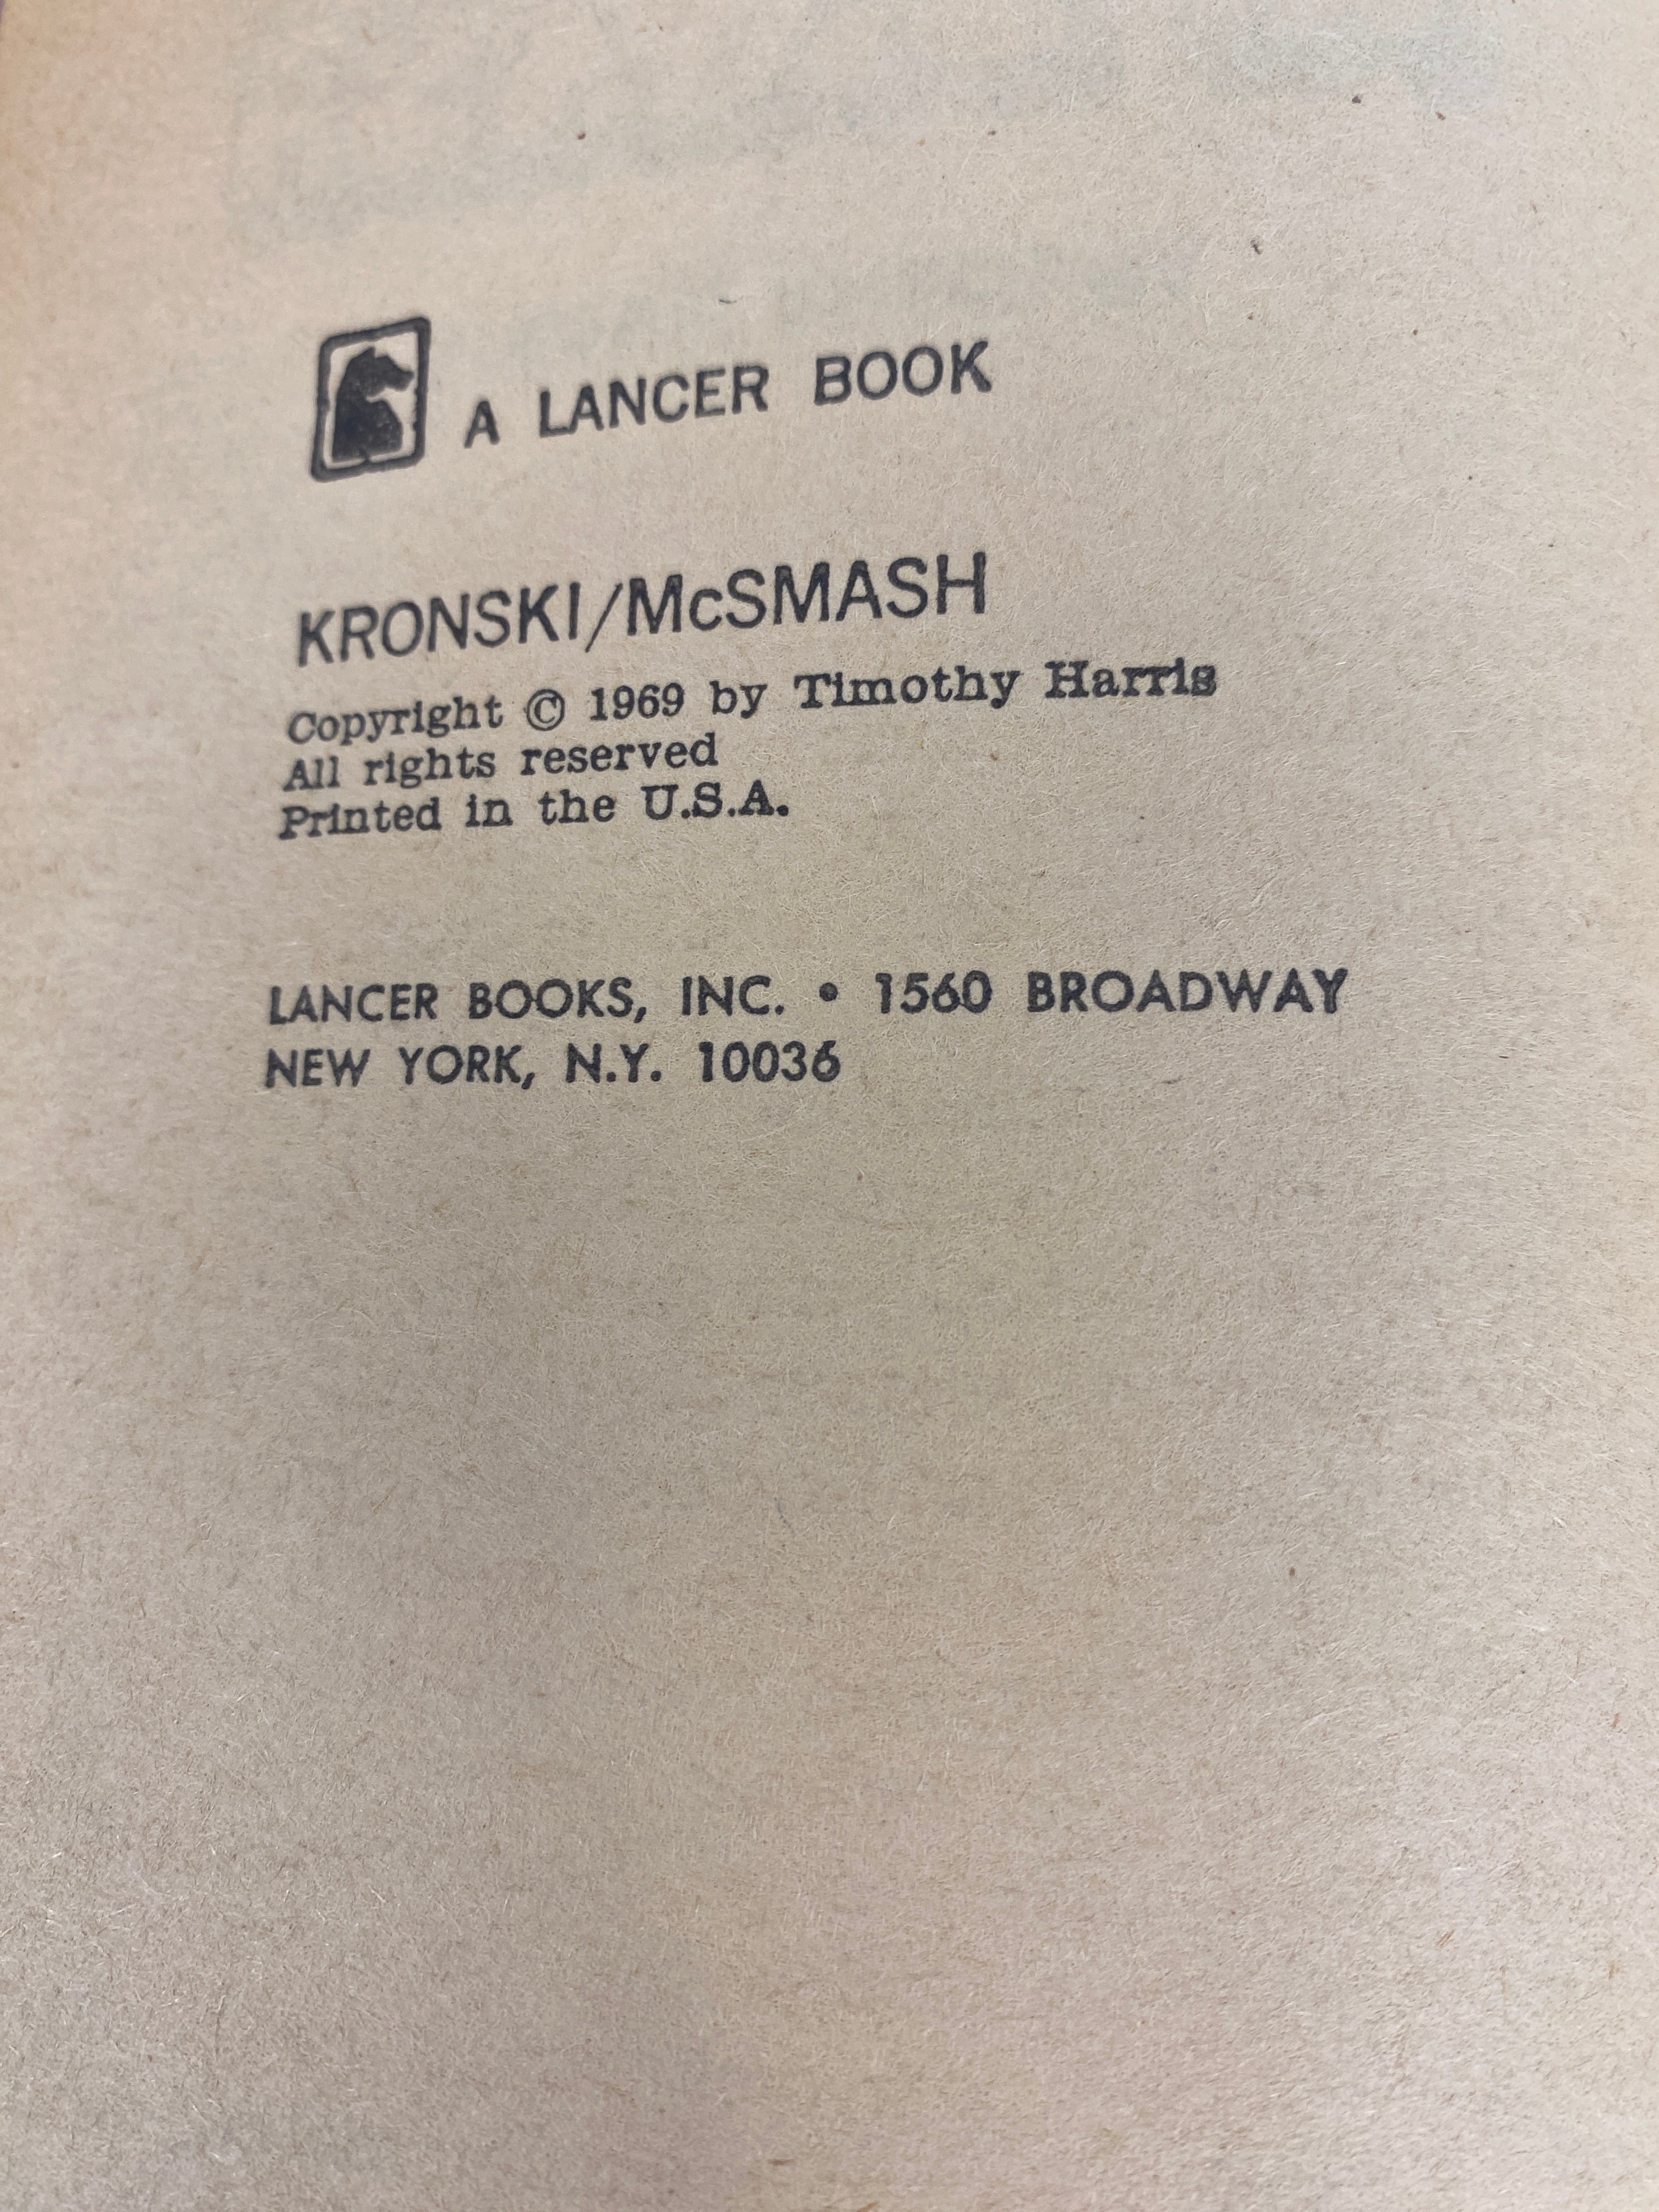 A LANCER BOOK
KRONSKI/McSMASH
Copyright © 1969 by Timothy Harris
All rights reserved
Printed in the U.S.A.
LANCER BOOKS, INC. • 1560 BROADWAY
NEW YORK, N.Y. 10036